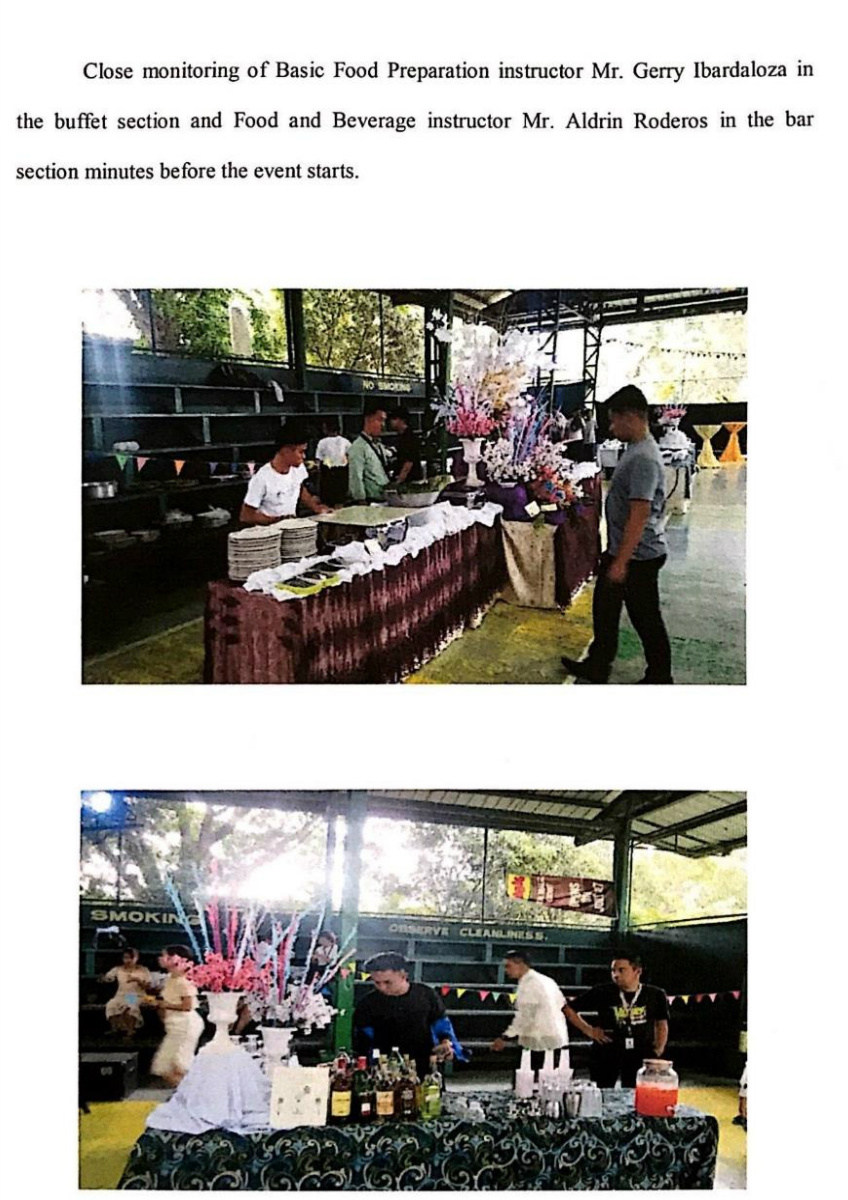 Close monitoring of Basic Food Preparation instructor Mr. Gerry Ibardaloza in
the buffet section and Food and Beverage instructor Mr. Aldrin Roderos in the bar
section minutes before the event starts.
NO SMOKING
SMOKING
OBSERVE CLEANLINESS.